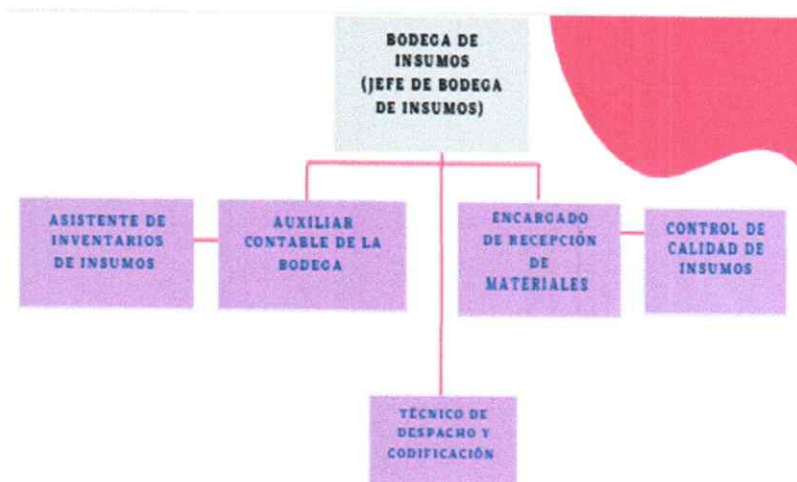 BODEGA DE
INSUMOS
(JEFE DE BODEGA
DE INSUMOS)
ASISTENTE DE
INVENTARIOS
DE INSUMOS
AUXILIAR
CONTABLE DE LA
BODEGA
ENCARGADO
DE RECEPCIÓN
DE
MATERIALES
CONTROL DE
CALIDAD DE
INSUMOS
TÉCNICO DE
DESPACHO Y
CODIFICACIÓN